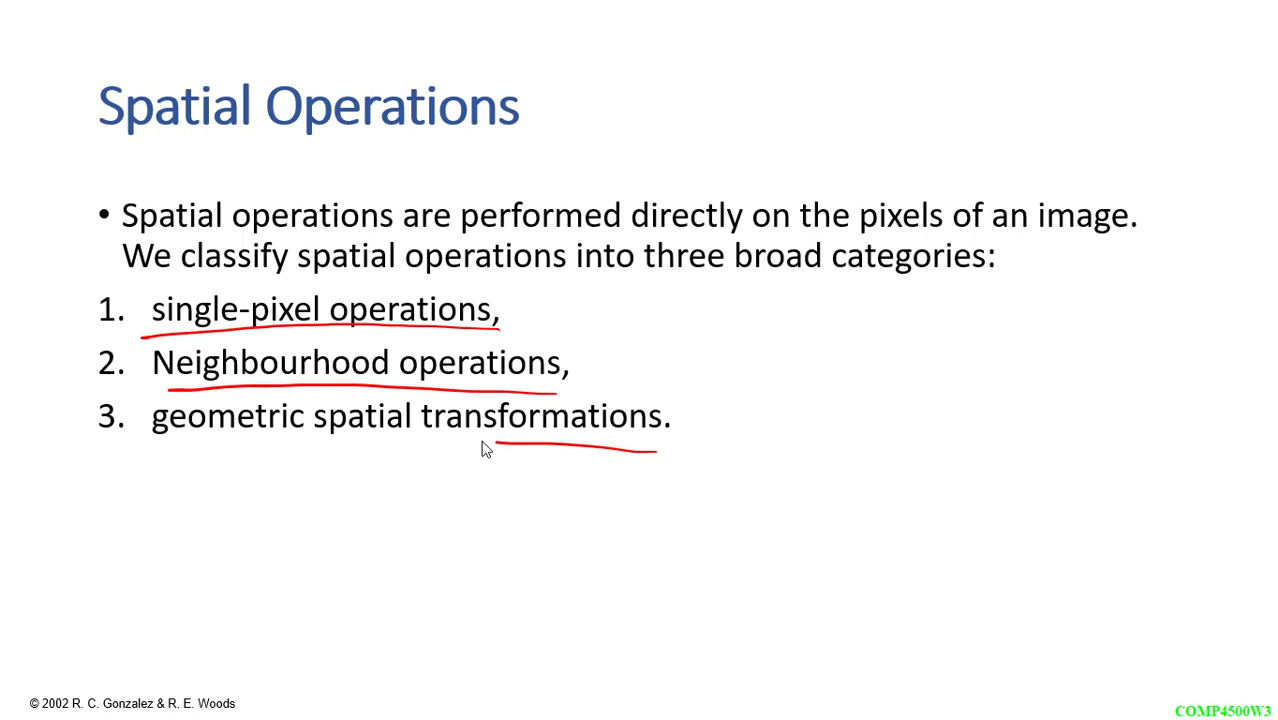 Spatial Operations
• Spatial operations are performed directly on the pixels of an image.
We classify spatial operations into three broad categories:
1. single-pixel operations,
2. Neighbourhood operations,
3. geometric spatial transformations.
© 2002 R. C. Gonzalez & R. E. Woods
COMP4500W3